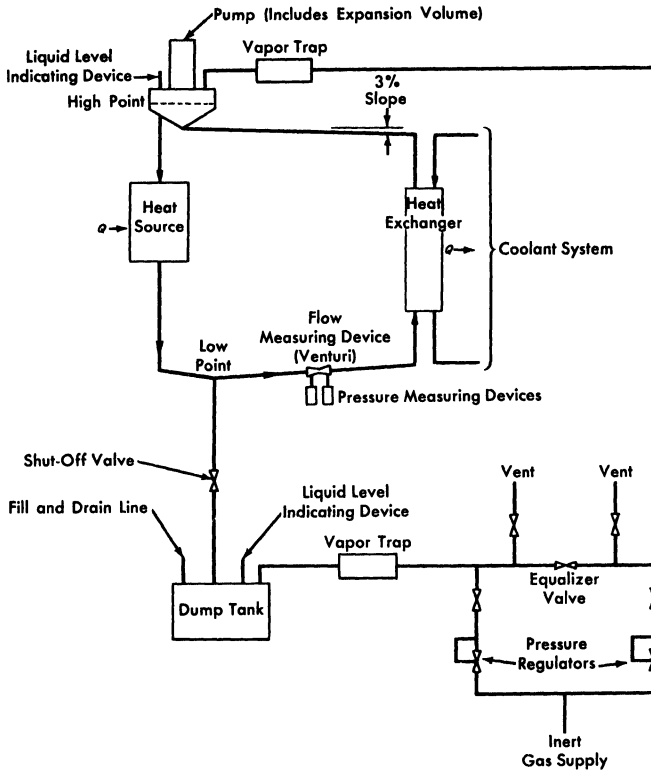 Pump (Includes Expansion Volume)
Liquid Level
Indicating Device
Vapor Trap
High Point
3%
Slope
Heat
Source
Q
Heat
Exchanger
Q
Coolant System
Flow
Measuring Device
(Venturi)
Low
Point
Pressure Measuring Devices
Shut-Off Valve
Fill and Drain Line
Liquid Level
Indicating Device
Vapor Trap
Vent
Vent
Dump Tank
Equalizer
Valve
Pressure
Regulators
Inert
Gas Supply